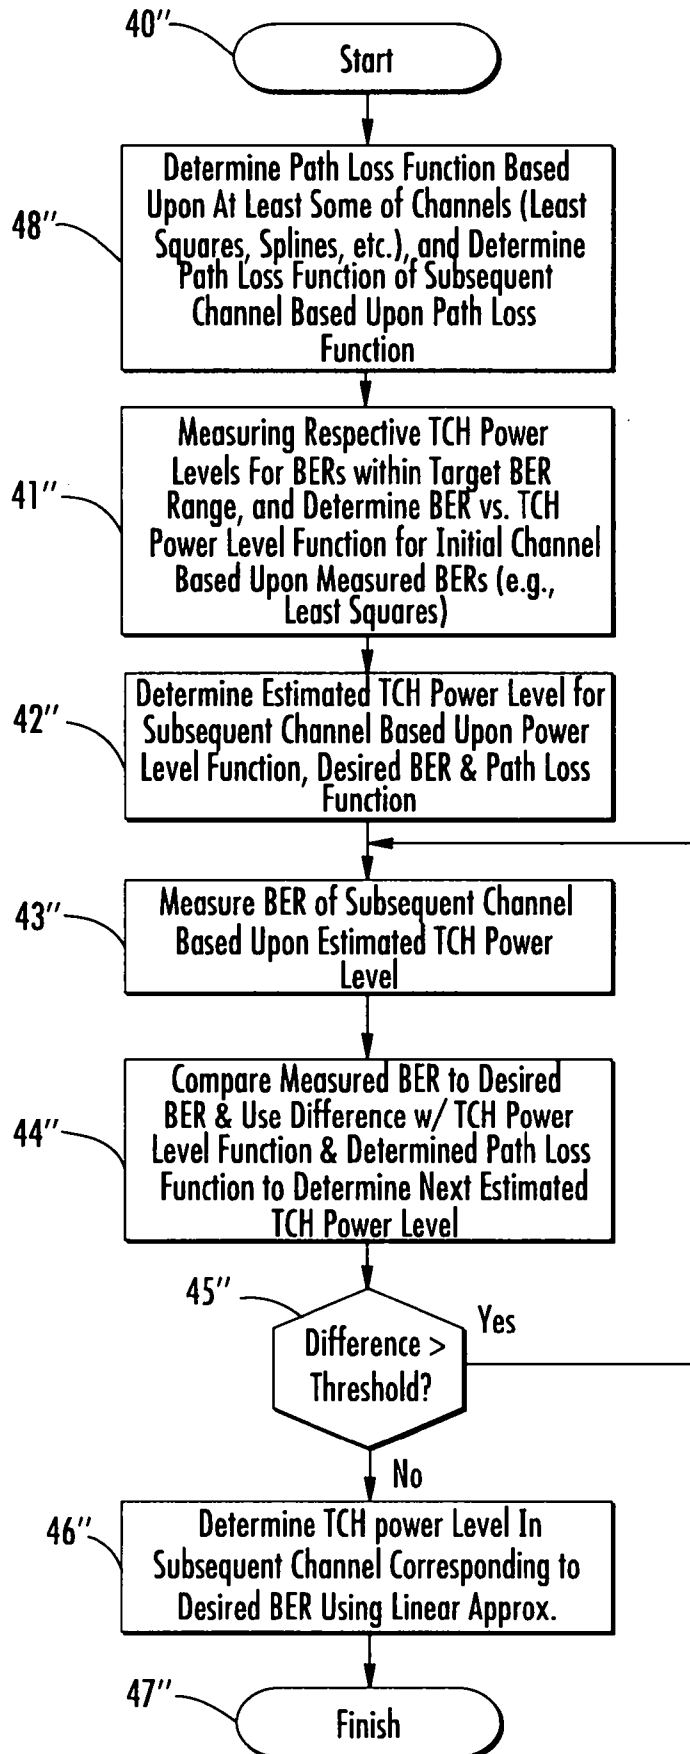 40''
Start
48''
Determine Path Loss Function Based
Upon At Least Some of Channels (Least
Squares, Splines, etc.), and Determine
Path Loss Function of Subsequent
Channel Based Upon Path Loss
Function
41''
Measuring Respective TCH Power
Levels For BERs within Target BER
Range, and Determine BER vs. TCH
Power Level Function for Initial Channel
Based Upon Measured BERs (e.g.,
Least Squares)
42''
Determine Estimated TCH Power Level for
Subsequent Channel Based Upon Power
Level Function, Desired BER & Path Loss
Function
43''
Measure BER of Subsequent Channel
Based Upon Estimated TCH Power
Level
44''
Compare Measured BER to Desired
BER & Use Difference w/ TCH Power
Level Function & Determined Path Loss
Function to Determine Next Estimated
TCH Power Level
45''
Difference >
Threshold?
Yes
No
46''
Determine TCH power Level In
Subsequent Channel Corresponding to
Desired BER Using Linear Approx.
47''
Finish